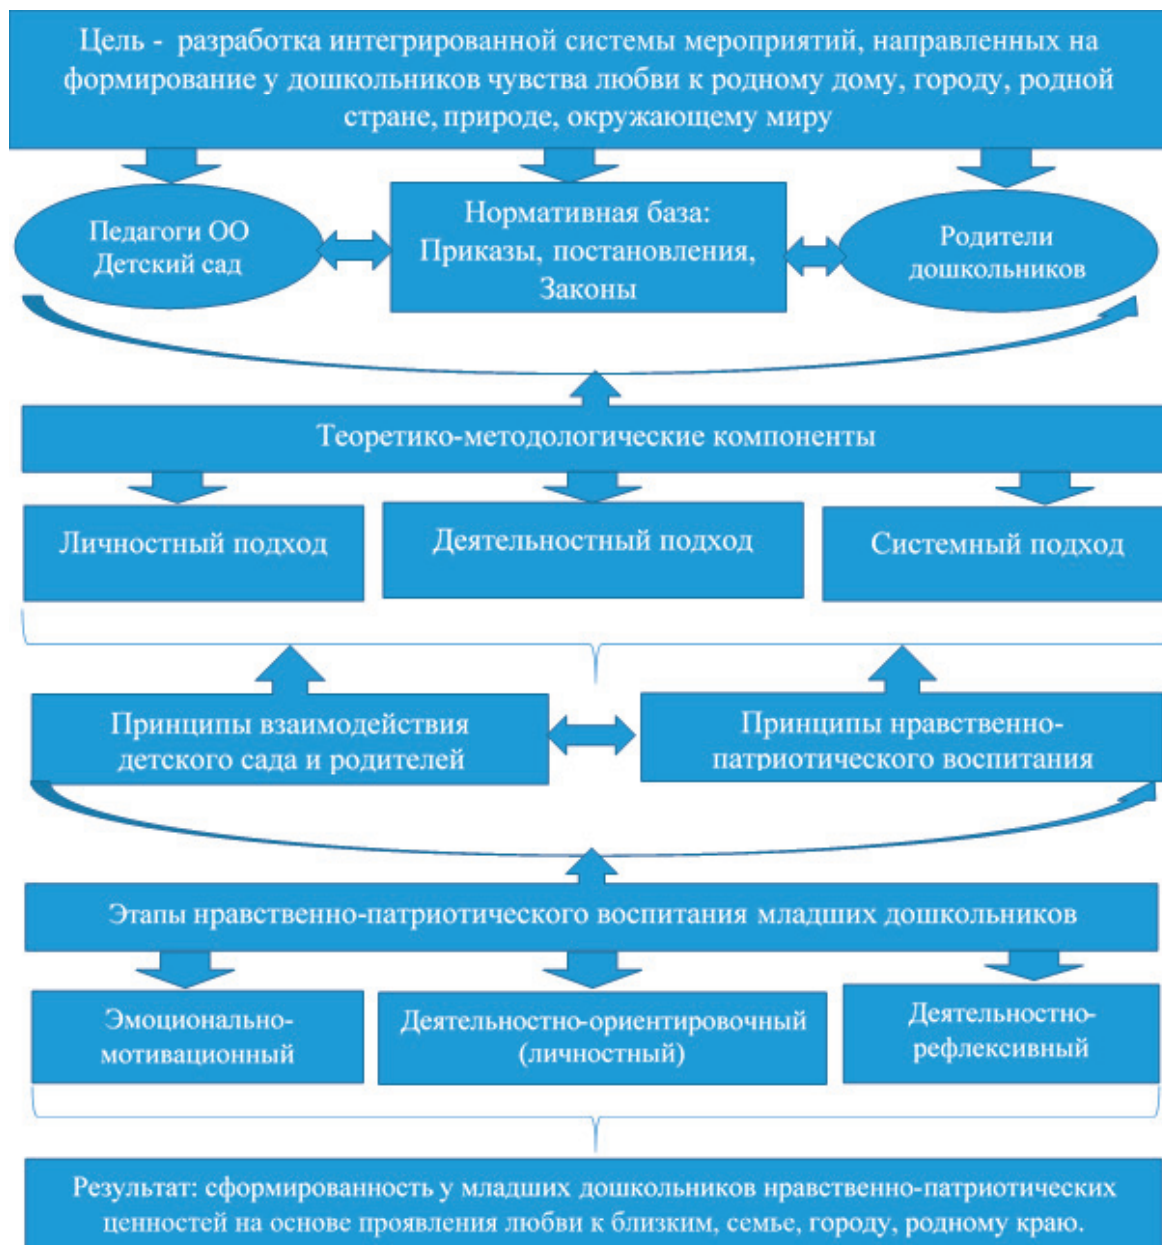 Цель -  разработка интегрированной системы мероприятий, направленных на
формирование у дошкольников чувства любви к родному дому, городу, родной
стране, природе, окружающему миру
Педагоги ОО
Детский сад
Нормативная база:
Приказы, постановления,
Законы
Родители
дошкольников
Теоретико-методологические компоненты
Личностный подход
Деятельностный подход
Системный подход
Принципы взаимодействия
детского сада и родителей
Принципы нравственно-
патриотического воспитания
Этапы нравственно-патриотического воспитания младших дошкольников
Эмоционально-
мотивационный
Деятельностно-ориентировочный
(личностный)
Деятельностно-
рефлексивный
Результат: сформированность у младших дошкольников нравственно-патриотических
ценностей на основе проявления любви к близким, семье, городу, родному краю.